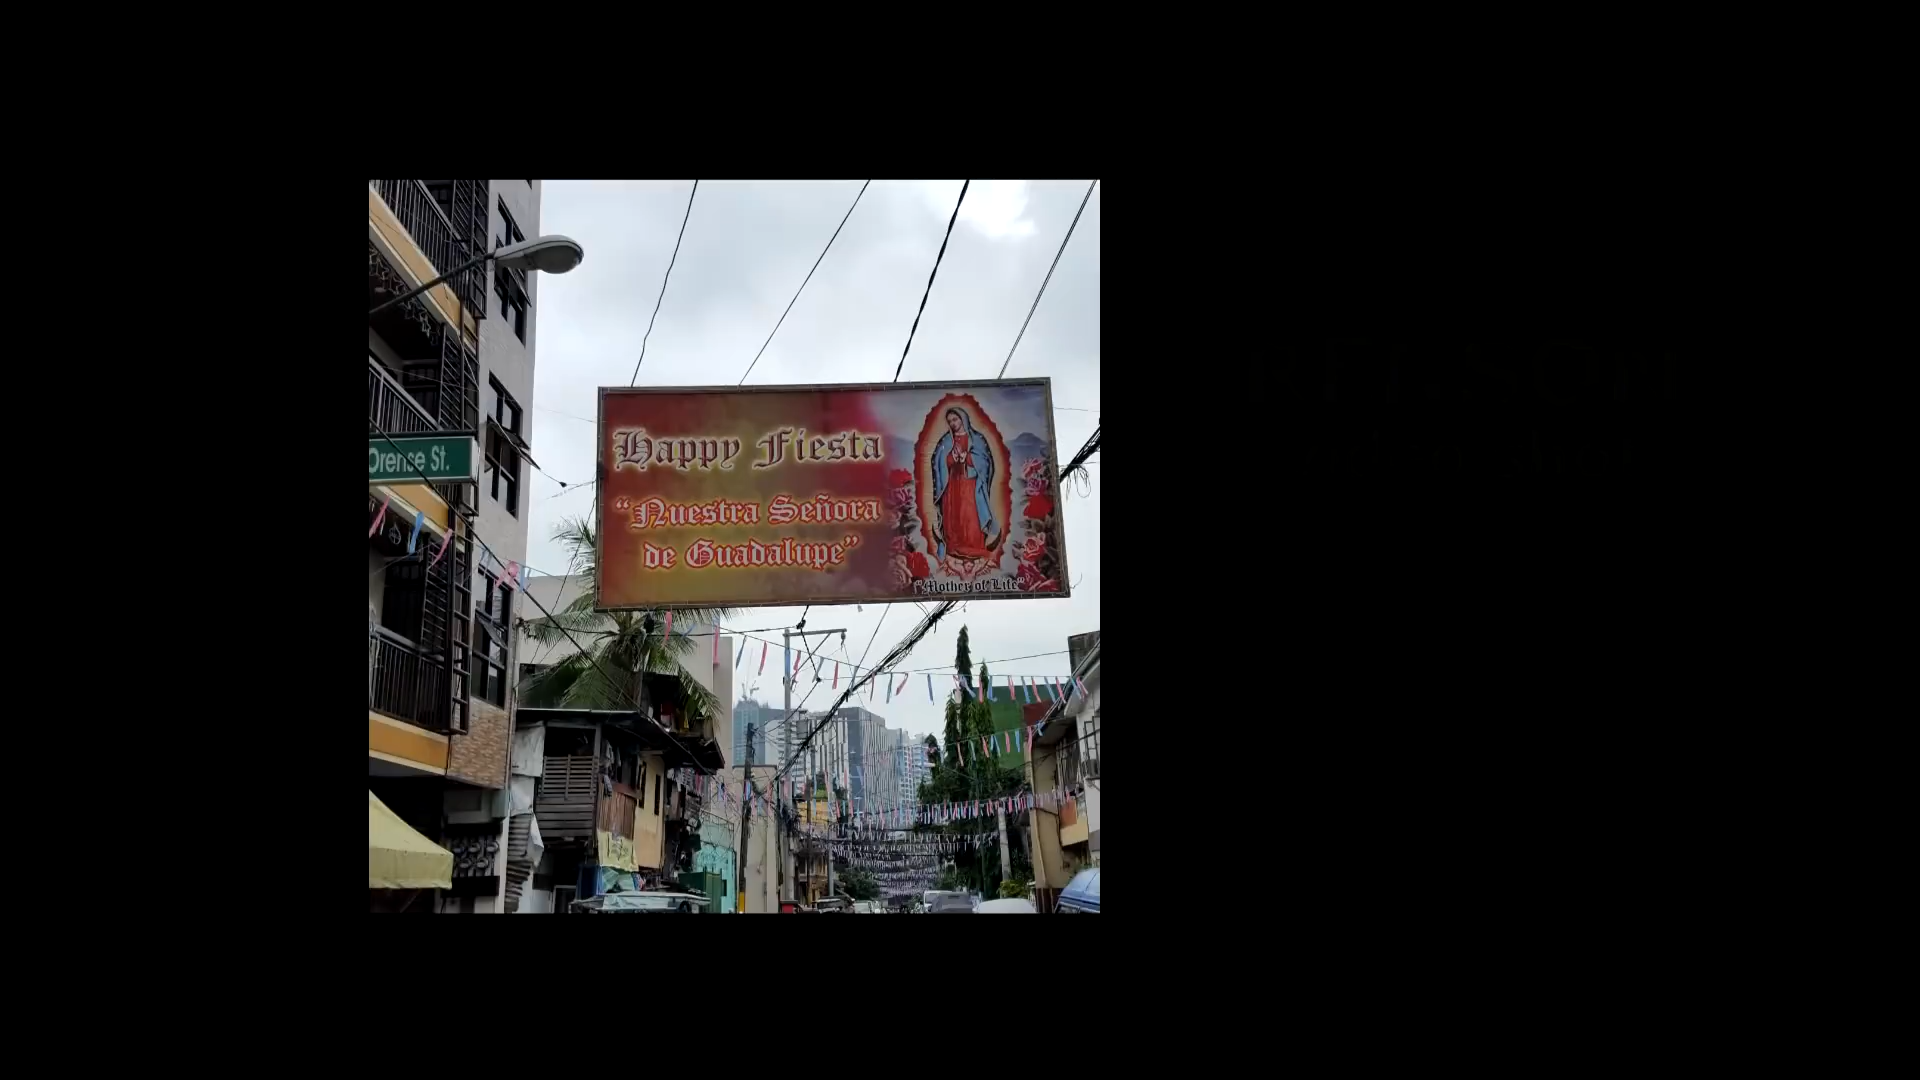 Orense St.
Happy Fiesta
"Nuestra Señora
de Guadalupe"
"Mother of Life"